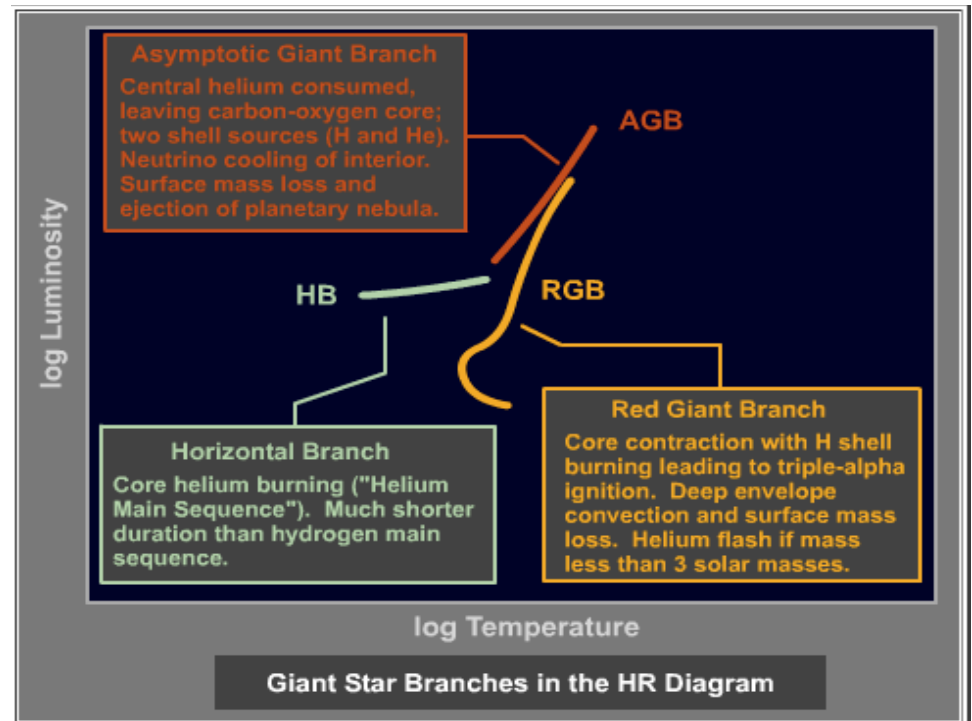 Asymptotic Giant Branch
Central helium consumed,
leaving carbon-oxygen core;
two shell sources (H and He).
Neutrino cooling of interior.
Surface mass loss and
ejection of planetary nebula.
AGB
HB
RGB
log Luminosity
Horizontal Branch
Core helium burning ("Helium
Main Sequence"). Much shorter
duration than hydrogen main
sequence.
Red Giant Branch
Core contraction with H shell
burning leading to triple-alpha
ignition. Deep envelope
convection and surface mass
loss. Helium flash if mass
less than 3 solar masses.
log Temperature
Giant Star Branches in the HR Diagram